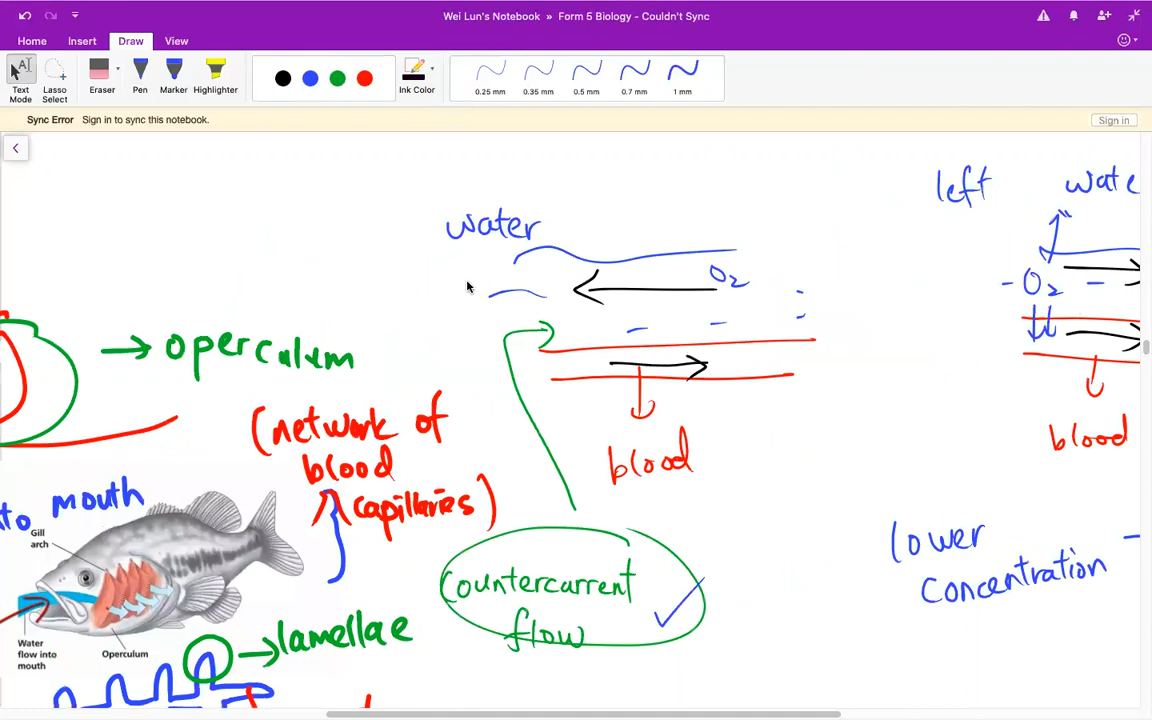 Wei Lun's Notebook » Form 5 Biology - Couldn't Sync
Home Insert Draw View
Text Mode
Lasso Select
Eraser
Pen
Marker
Highlighter
Ink Color
0.25 mm
0.35 mm
0.5 mm
0.7 mm
1 mm
Sync Error Sign in to sync this notebook.
Sign in
water
O2
left
wate
- O2 -
blood
→ operculum
(network of
blood
capillaries)
blood
to mouth
Gill arch
Water flow into mouth
Operculum
→ lamellae
countercurrent
flow
lower
concentration